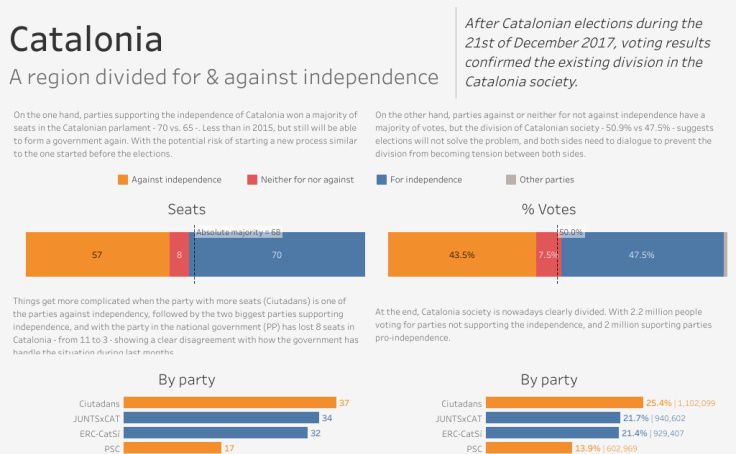 Catalonia
A region divided for & against independence
After Catalonian elections during the
21st of December 2017, voting results
confirmed the existing division in the
Catalonia society.
On the one hand, parties supporting the independence of Catalonia won a majority of
seats in the Catalonian parlament - 70 vs. 65 -. Less than in 2015, but still will be able
to form a government again. With the potential risk of starting a new process similar
to the one started before the elections.
On the other hand, parties against or neither for not against independence have a
majority of votes, but the division of Catalonian society - 50.9% vs 47.5% - suggests
elections will not solve the problem, and both sides need to dialogue to prevent the
division from becoming tension between both sides.
Against independence
Neither for nor against
For independence
Other parties
Seats
Absolute majority = 68
57
8
70
% Votes
50.0%
43.5%
7.5%
47.5%
Things get more complicated when the party with more seats (Ciutadans) is one of
the parties against independency, followed by the two biggest parties supporting
independence, and with the party in the national government (PP) has lost 8 seats in
Catalonia - from 11 to 3 - showing a clear disagreement with how the government has
handle the situation during last months.
At the end, Catalonia society is nowadays clearly divided. With 2.2 million people
voting for parties not supporting the independence, and 2 million suporting parties
pro-independence.
By party
Ciutadans 37
JUNTSxCAT 34
ERC-CatSí 32
PSC 17
By party
Ciutadans 25.4% | 1,102,099
JUNTSxCAT 21.7% | 940,602
ERC-CatSí 21.4% | 929,407
PSC 13.9% | 602,969